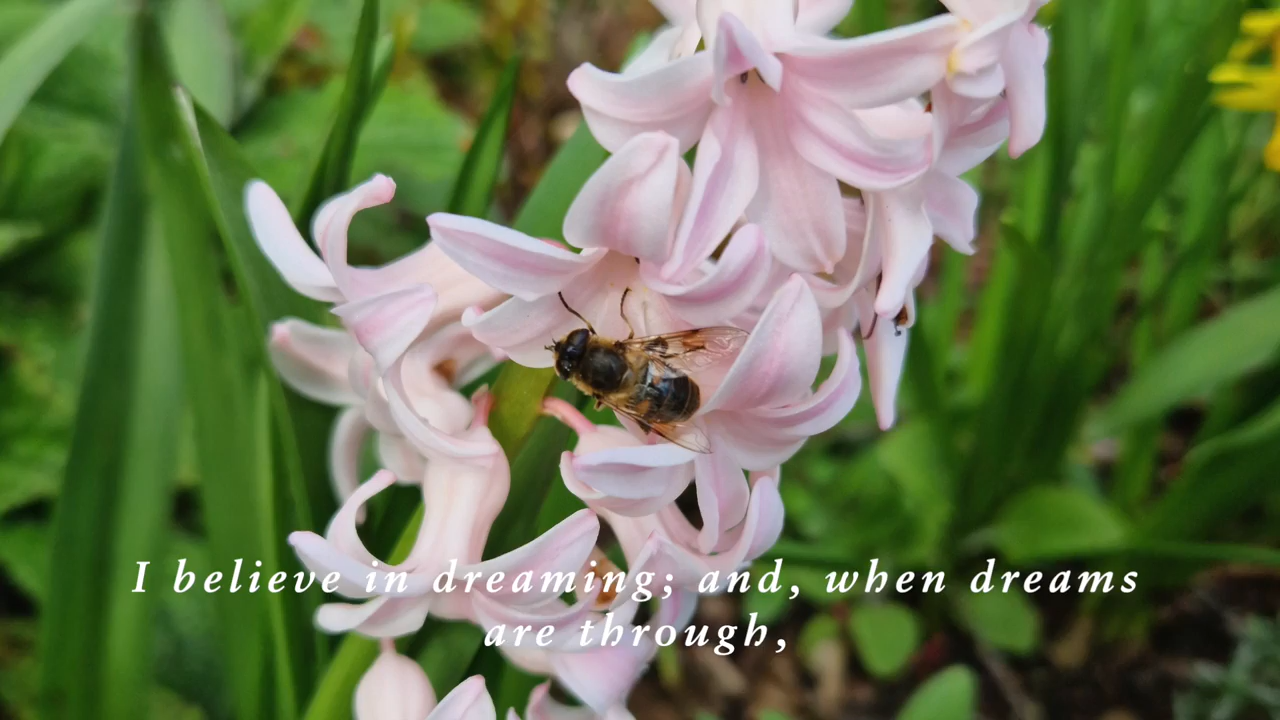 I believe in dreaming; and, when dreams
are through,